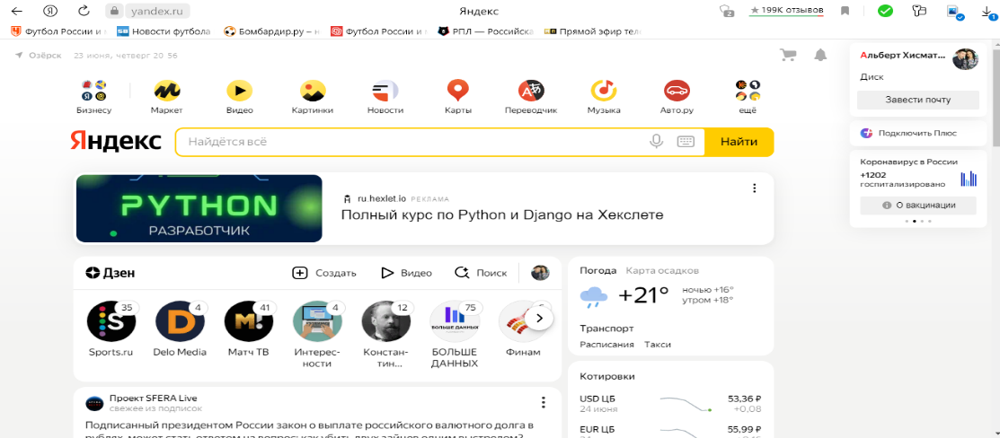 yandex.ru
Яндекс
2
199K отзывов
1
Футбол России и
Новости футбола
Бомбардир.ру – н
Футбол России и
РПЛ — Российска
Прямой эфир теле
Озёрск
23 июня, четверг 20 56
Бизнесу
Маркет
Видео
Картинки
Новости
Карты
Переводчик
Музыка
Авто.ру
ещё
Яндекс
Найдётся всё
Найти
Альберт Хисмат...
Диск
Завести почту
Подключить Плюс
Коронавирус в России
+1202
госпитализировано
О вакцинации
PYTHON
РАЗРАБОТЧИК
ru.hexlet.io РЕКЛАМА
Полный курс по Python и Django на Хекслете
Дзен
Создать
Видео
Поиск
35
Sports.ru
4
Delo Media
М!
41
Матч ТВ
4
Интерес-
ности
12
Констан-
тин...
75
БОЛЬШЕ ДАННЫХ
БОЛЬШЕ
ДАННЫХ
Финам
Проект SFERA Live
свежее из подписок
Подписанный президентом России закон о выплате российского валютного долга в
рублях, может стать ответом на вопрос: как убить двух зайцев одним выстрелом?
Погода Карта осадков
+21°
ночью +16°
утром +18°
Транспорт
Расписания Такси
Котировки
USD ЦБ 53,36 ₽
24 июня +0,08
EUR ЦБ 55,99 ₽